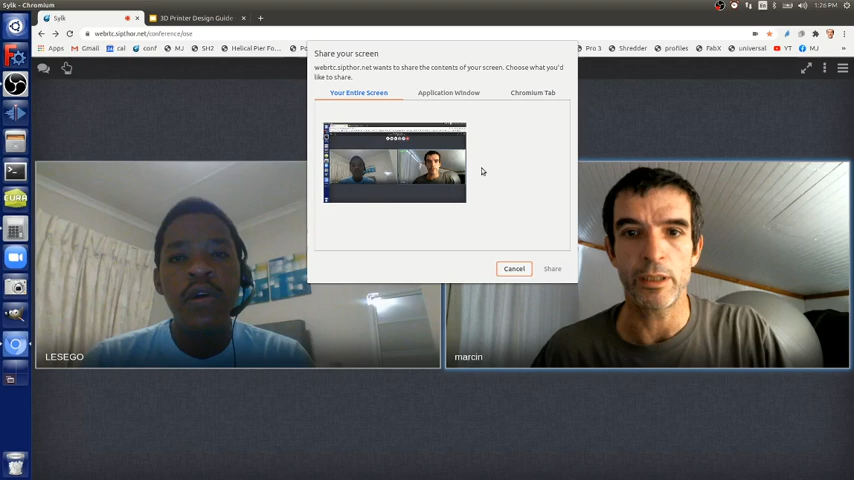 Sylk - Chromium
En
1:26 PM
Sylk
3D Printer Design Guide
webrtc.sipthor.net/conference/ose
Apps
cal
conf
MJ
SH2
Helical Pier Fo...
Pro 3
Shredder
profiles
FabX
universal
YT
MJ
Share your screen
webrtc.sipthor.net wants to share the contents of your screen. Choose what you'd
like to share.
Your Entire Screen
Application Window
Chromium Tab
Cancel
Share
LESEGO
marcin
CURA